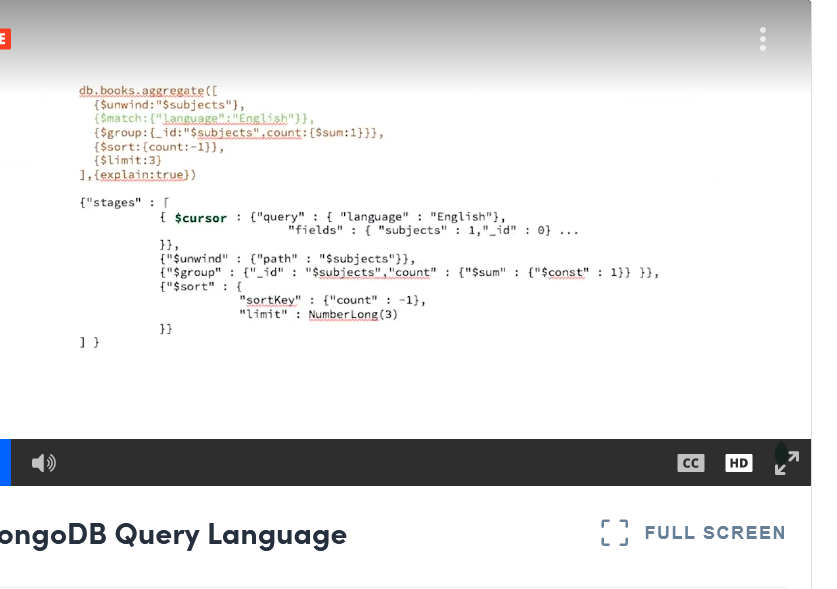 E
db.books.aggregate([
{$unwind:"$subjects"},
{$match:{"language":"English"}},
{$group:{_id:"$subjects",count:{$sum:1}}},
{$sort:{count:-1}},
{$limit:3}
],{explain:true})
{"stages" : [
{ $cursor : {"query" : { "language" : "English"},
"fields" : { "subjects" : 1,"_id" : 0} ...
}},
{"$unwind" : {"path" : "$subjects"}},
{"$group" : {"_id" : "$subjects","count" : {"$sum" : {"$const" : 1}} }},
{"$sort" : {
"sortKey" : {"count" : -1},
"limit" : NumberLong(3)
}}
] }
CC HD
ongoDB Query Language
FULL SCREEN